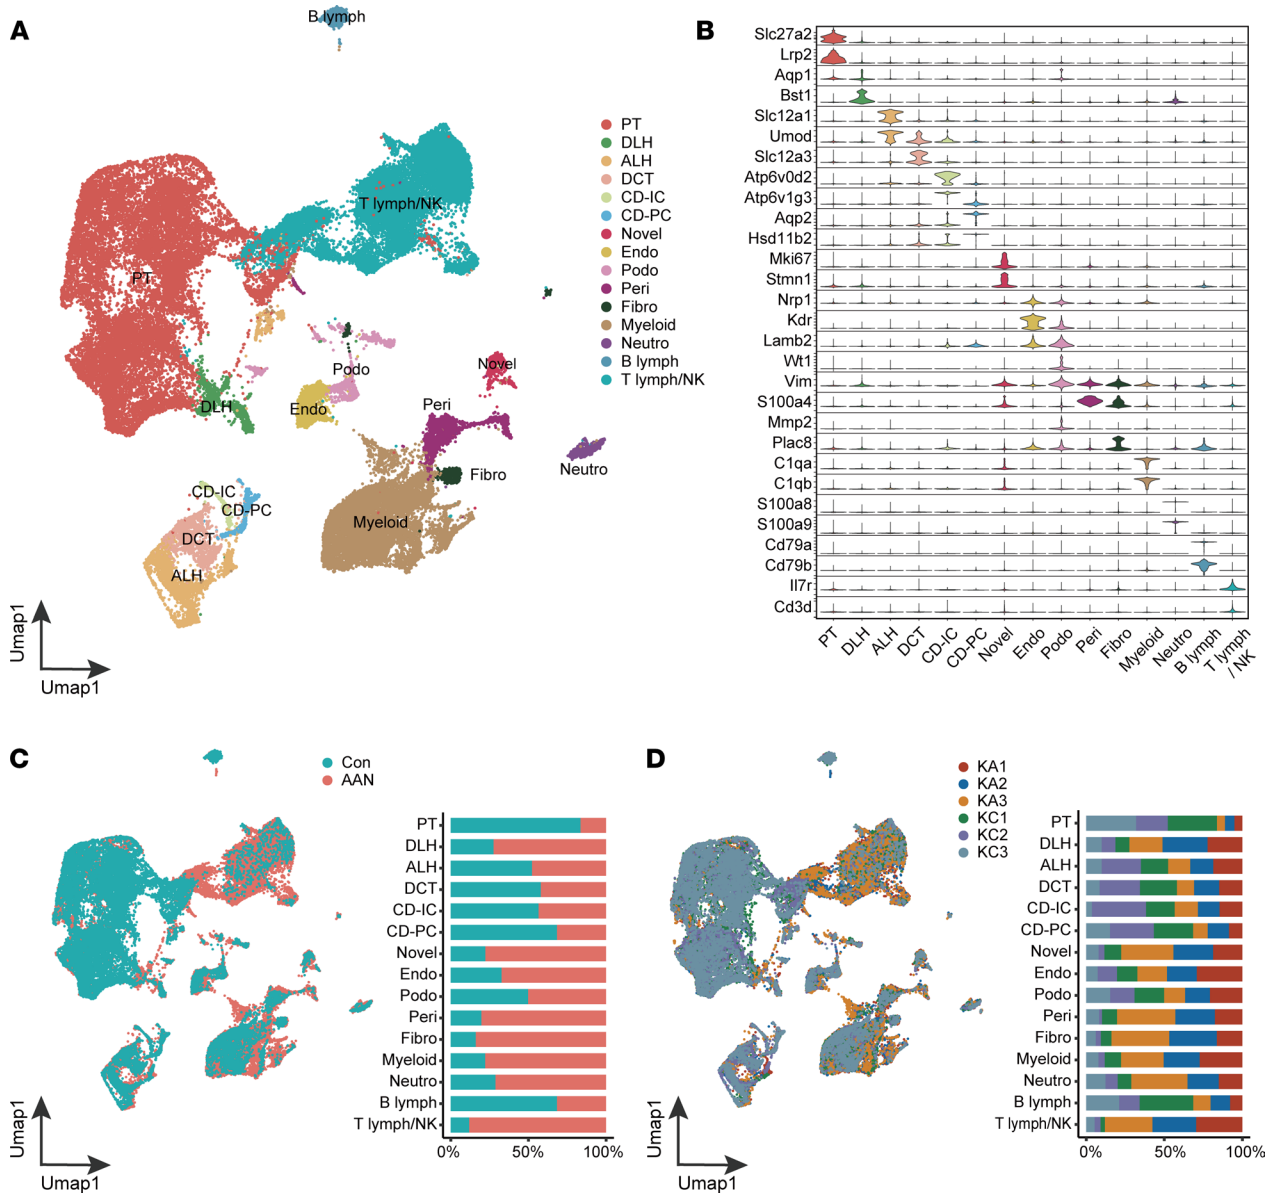 A
B lymph
T lymph/NK
PT
Podo
Novel
DLH
Endo
Peri
Neutro
Fibro
CD-IC
CD-PC
Myeloid
DCT
ALH
Umap1
Umap1
PT
DLH
ALH
DCT
CD-IC
CD-PC
Novel
Endo
Podo
Peri
Fibro
Myeloid
Neutro
B lymph
T lymph/NK
B
Slc27a2
Lrp2
Aqp1
Bst1
Slc12a1
Umod
Slc12a3
Atp6v0d2
Atp6v1g3
Aqp2
Hsd11b2
Mki67
Stmn1
Nrp1
Kdr
Lamb2
Wt1
Vim
S100a4
Mmp2
Plac8
C1qa
C1qb
S100a8
S100a9
Cd79a
Cd79b
Il7r
Cd3d
PT
DLH
ALH
DCT
CD-IC
CD-PC
Novel
Endo
Podo
Peri
Fibro
Myeloid
Neutro
B lymph
T lymph
/ NK
C
Con
AAN
Umap1
Umap1
PT
DLH
ALH
DCT
CD-IC
CD-PC
Novel
Endo
Podo
Peri
Fibro
Myeloid
Neutro
B lymph
T lymph/NK
0% 50% 100%
D
KA1
KA2
KA3
KC1
KC2
KC3
Umap1
Umap1
PT
DLH
ALH
DCT
CD-IC
CD-PC
Novel
Endo
Podo
Peri
Fibro
Myeloid
Neutro
B lymph
T lymph/NK
0% 50% 100%